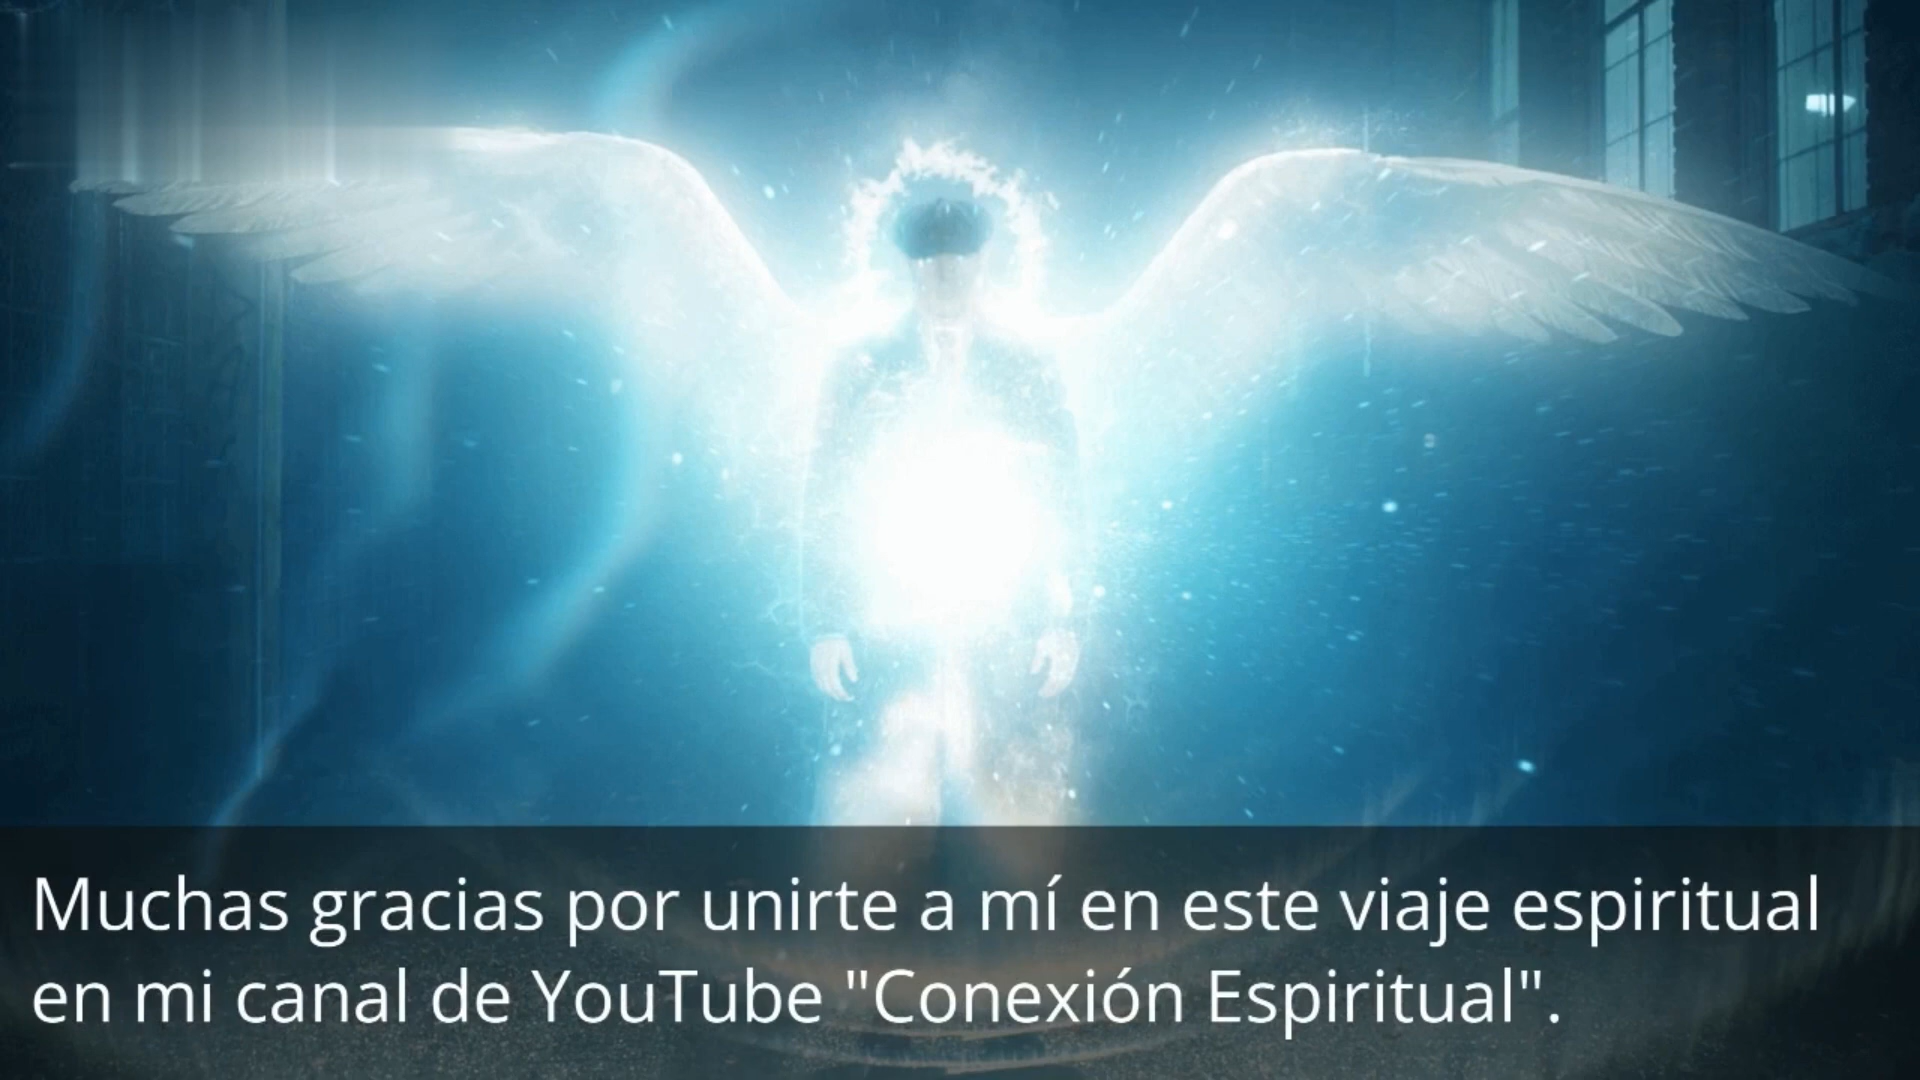 Muchas gracias por unirte a mí en este viaje espiritual
en mi canal de YouTube "Conexión Espiritual".